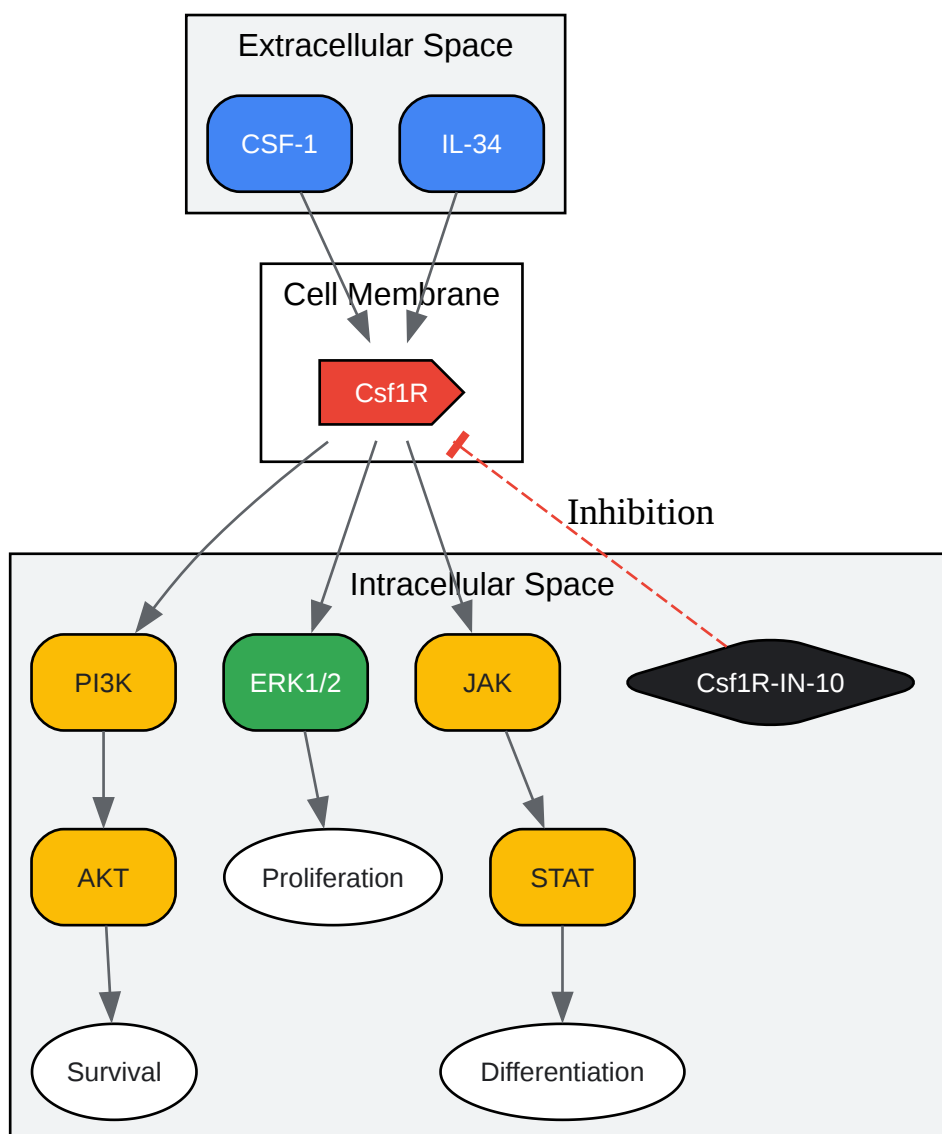 Extracellular Space
CSF-1
IL-34
Cell Membrane
Csf1R
Inhibition
Intracellular Space
PI3K
ERK1/2
JAK
Csf1R-IN-10
AKT
Proliferation
STAT
Survival
Differentiation